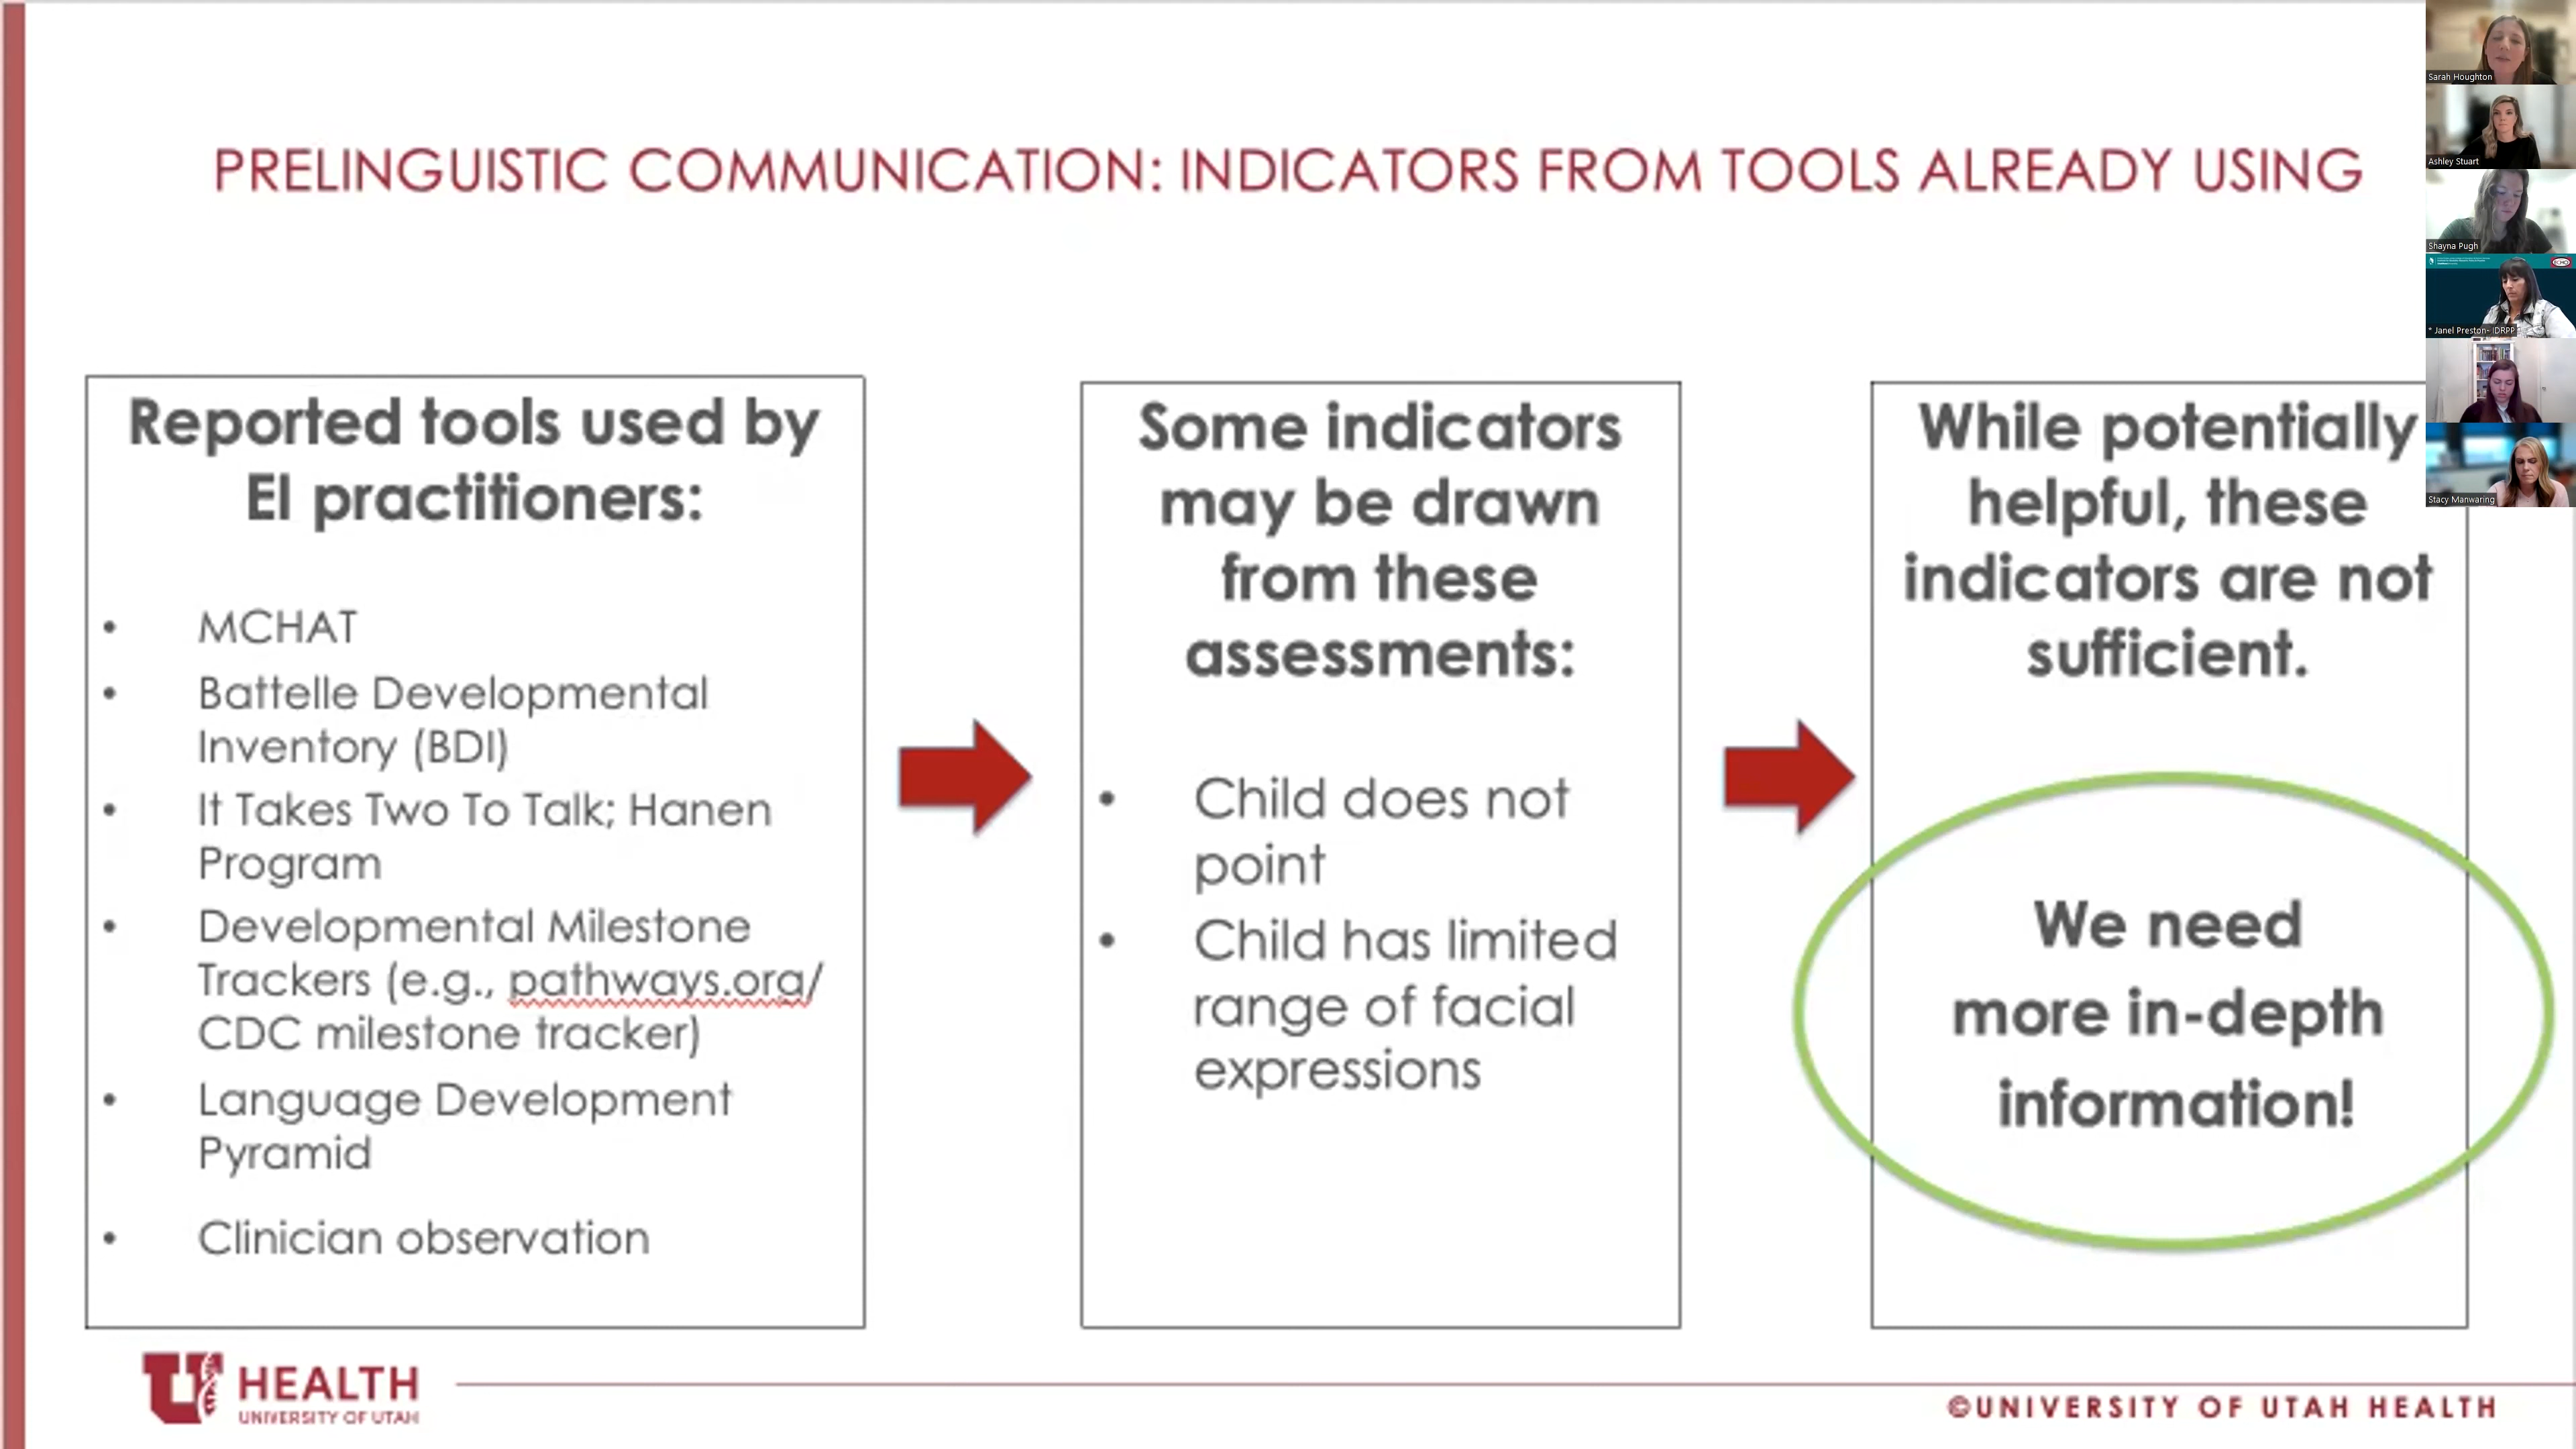 PRELINGUISTIC COMMUNICATION: INDICATORS FROM TOOLS ALREADY USING
Reported tools used by
EI practitioners:
• MCHAT
• Battelle Developmental
Inventory (BDI)
• It Takes Two To Talk; Hanen
Program
• Developmental Milestone
Trackers (e.g., pathways.org/
CDC milestone tracker)
• Language Development
Pyramid
• Clinician observation
Some indicators
may be drawn
from these
assessments:
• Child does not
point
• Child has limited
range of facial
expressions
While potentially
helpful, these
indicators are not
sufficient.
We need
more in-depth
information!
Sarah Houghton
Ashley Stuart
Shayna Pugh
* Janel Preston- IDRPP
Stacy Manwaring
U HEALTH
UNIVERSITY OF UTAH
©UNIVERSITY OF UTAH HEALTH